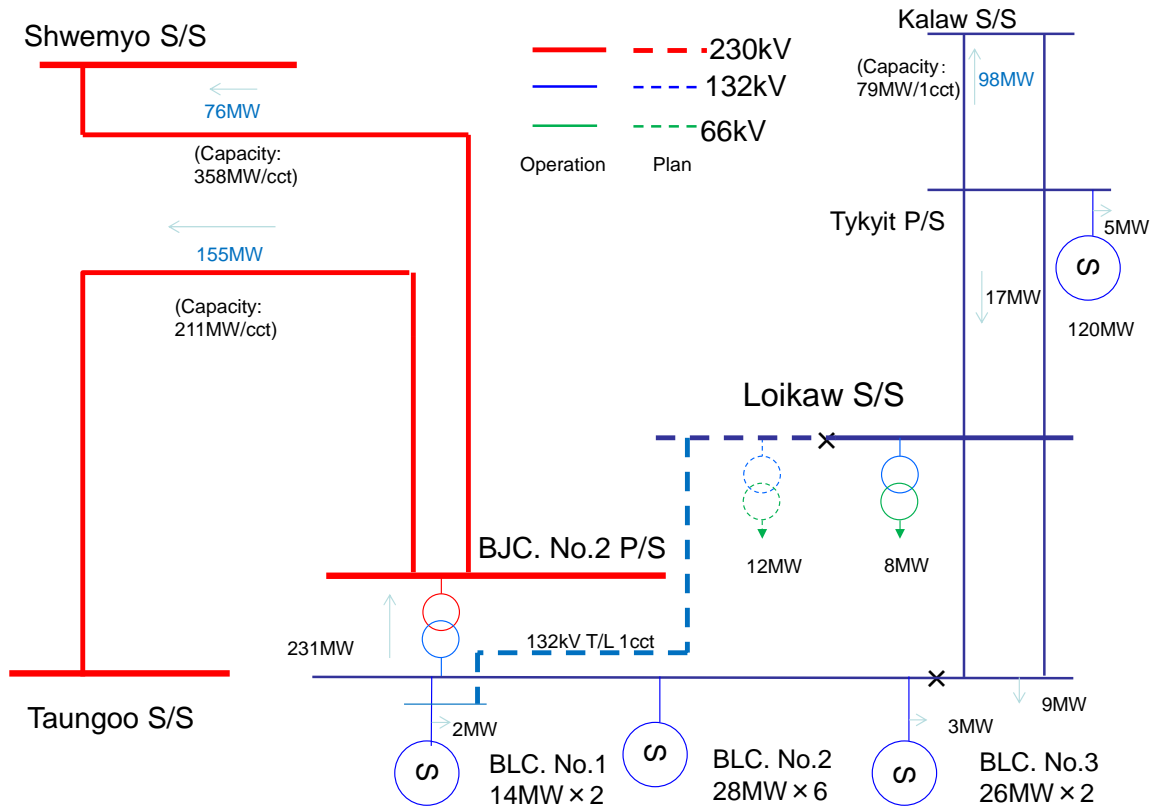 Shwemyo S/S
76MW
(Capacity:
358MW/cct)
155MW
(Capacity:
211MW/cct)
230kV
132kV
66kV
Operation
Plan
Kalaw S/S
(Capacity:
79MW/1cct)
98MW
Tykyit P/S
5MW
S
17MW
120MW
Loikaw S/S
12MW
8MW
BJC. No.2 P/S
231MW
132kV T/L 1cct
Taungoo S/S
2MW
S
BLC. No.1
14MW×2
S
BLC. No.2
28MW×6
3MW
9MW
S
BLC. No.3
26MW×2